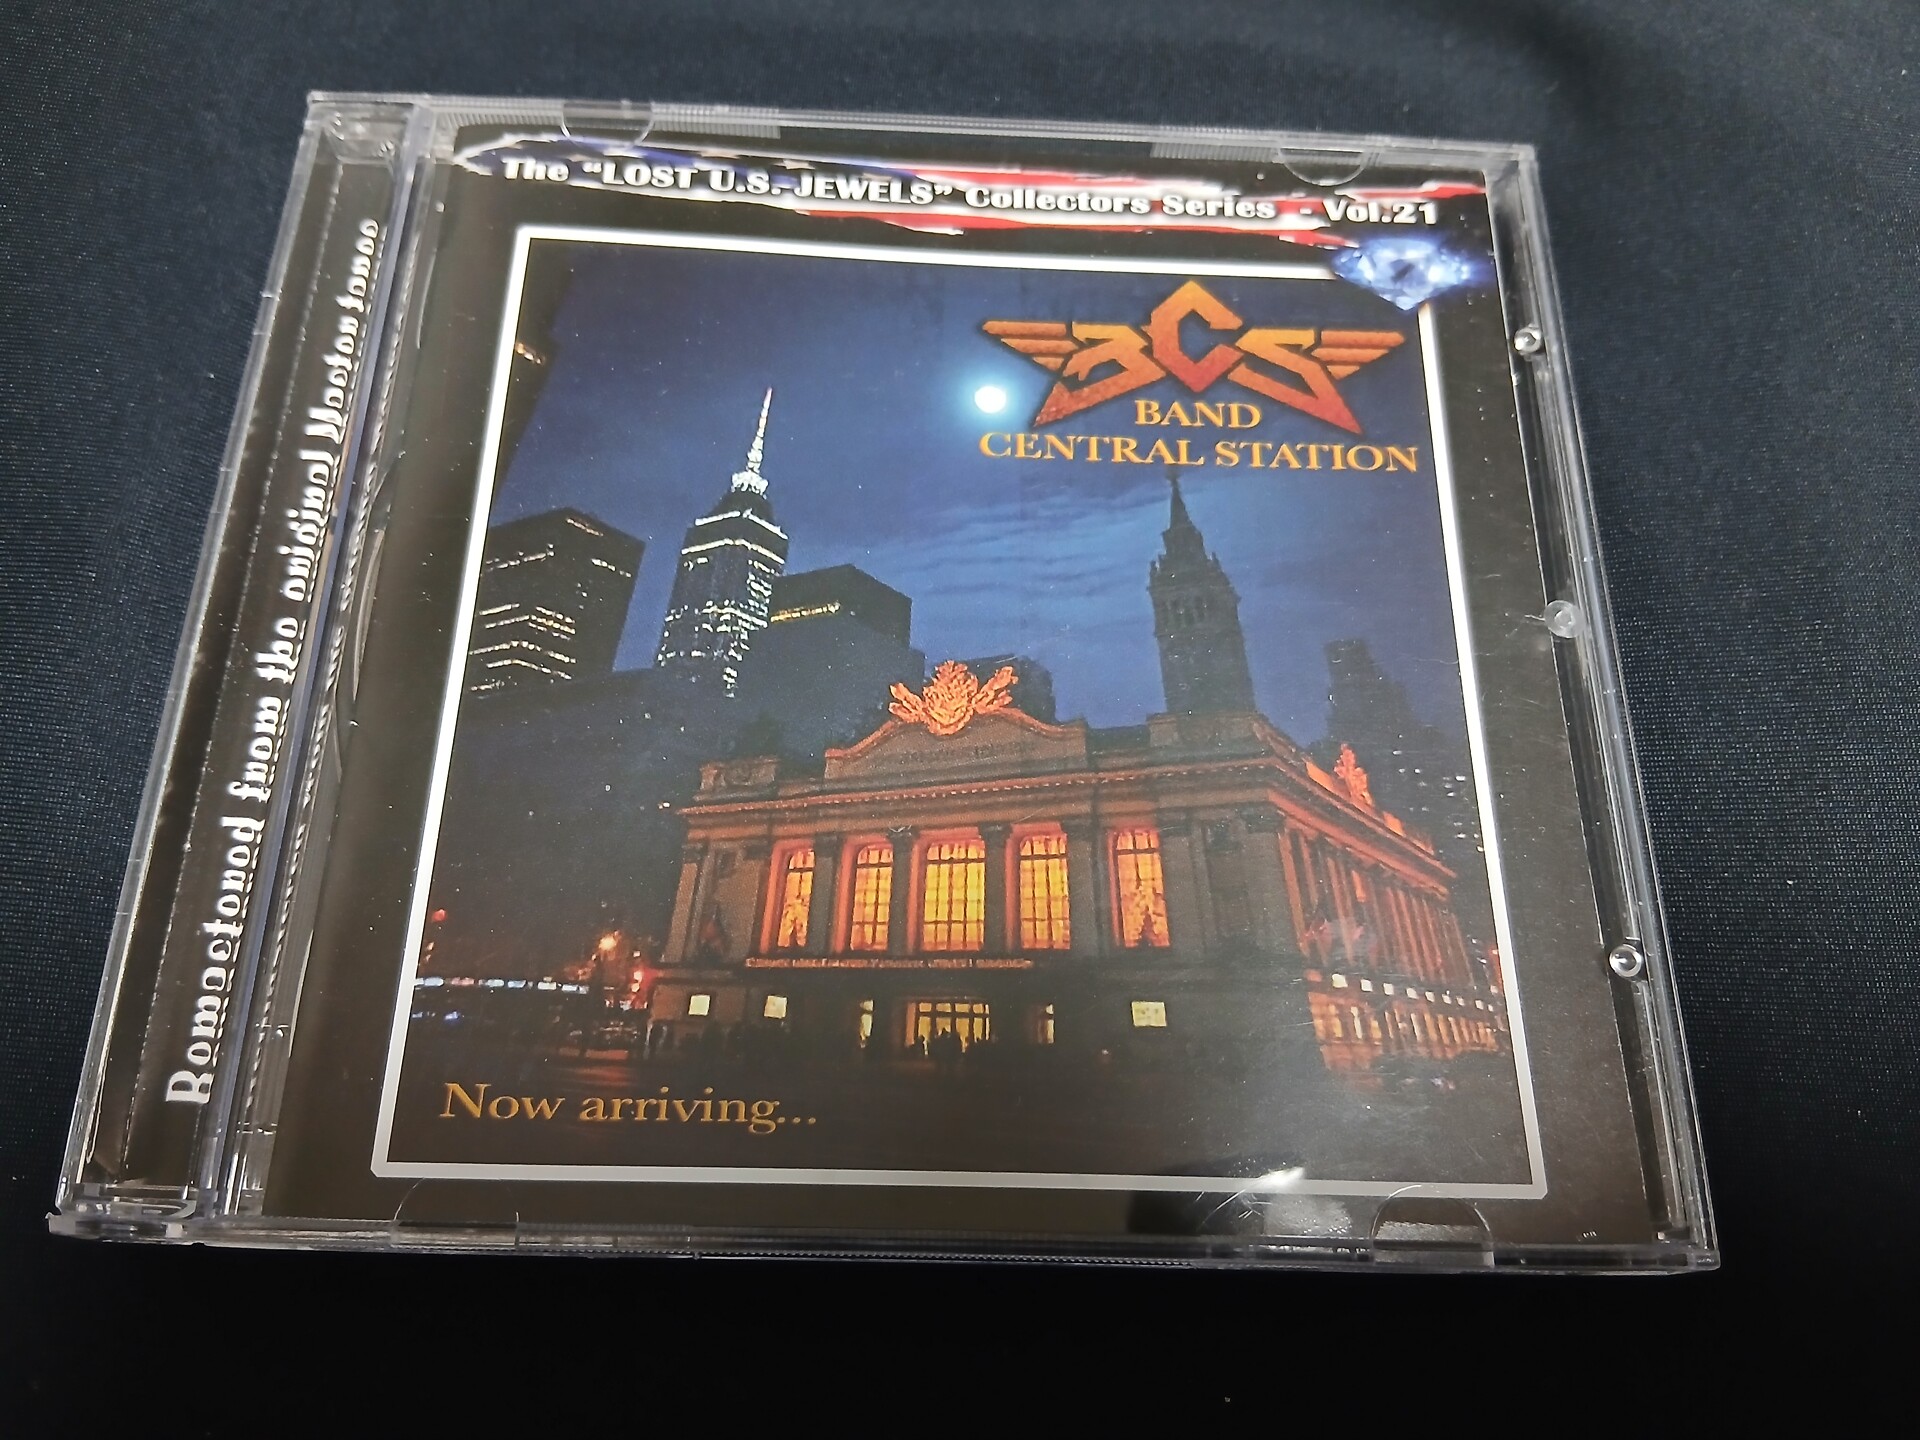 The "LOST U.S. JEWELS" Collectors Series - Vol.21
BCS
BAND
CENTRAL STATION
Now arriving...
Remastered from the original Master tapes